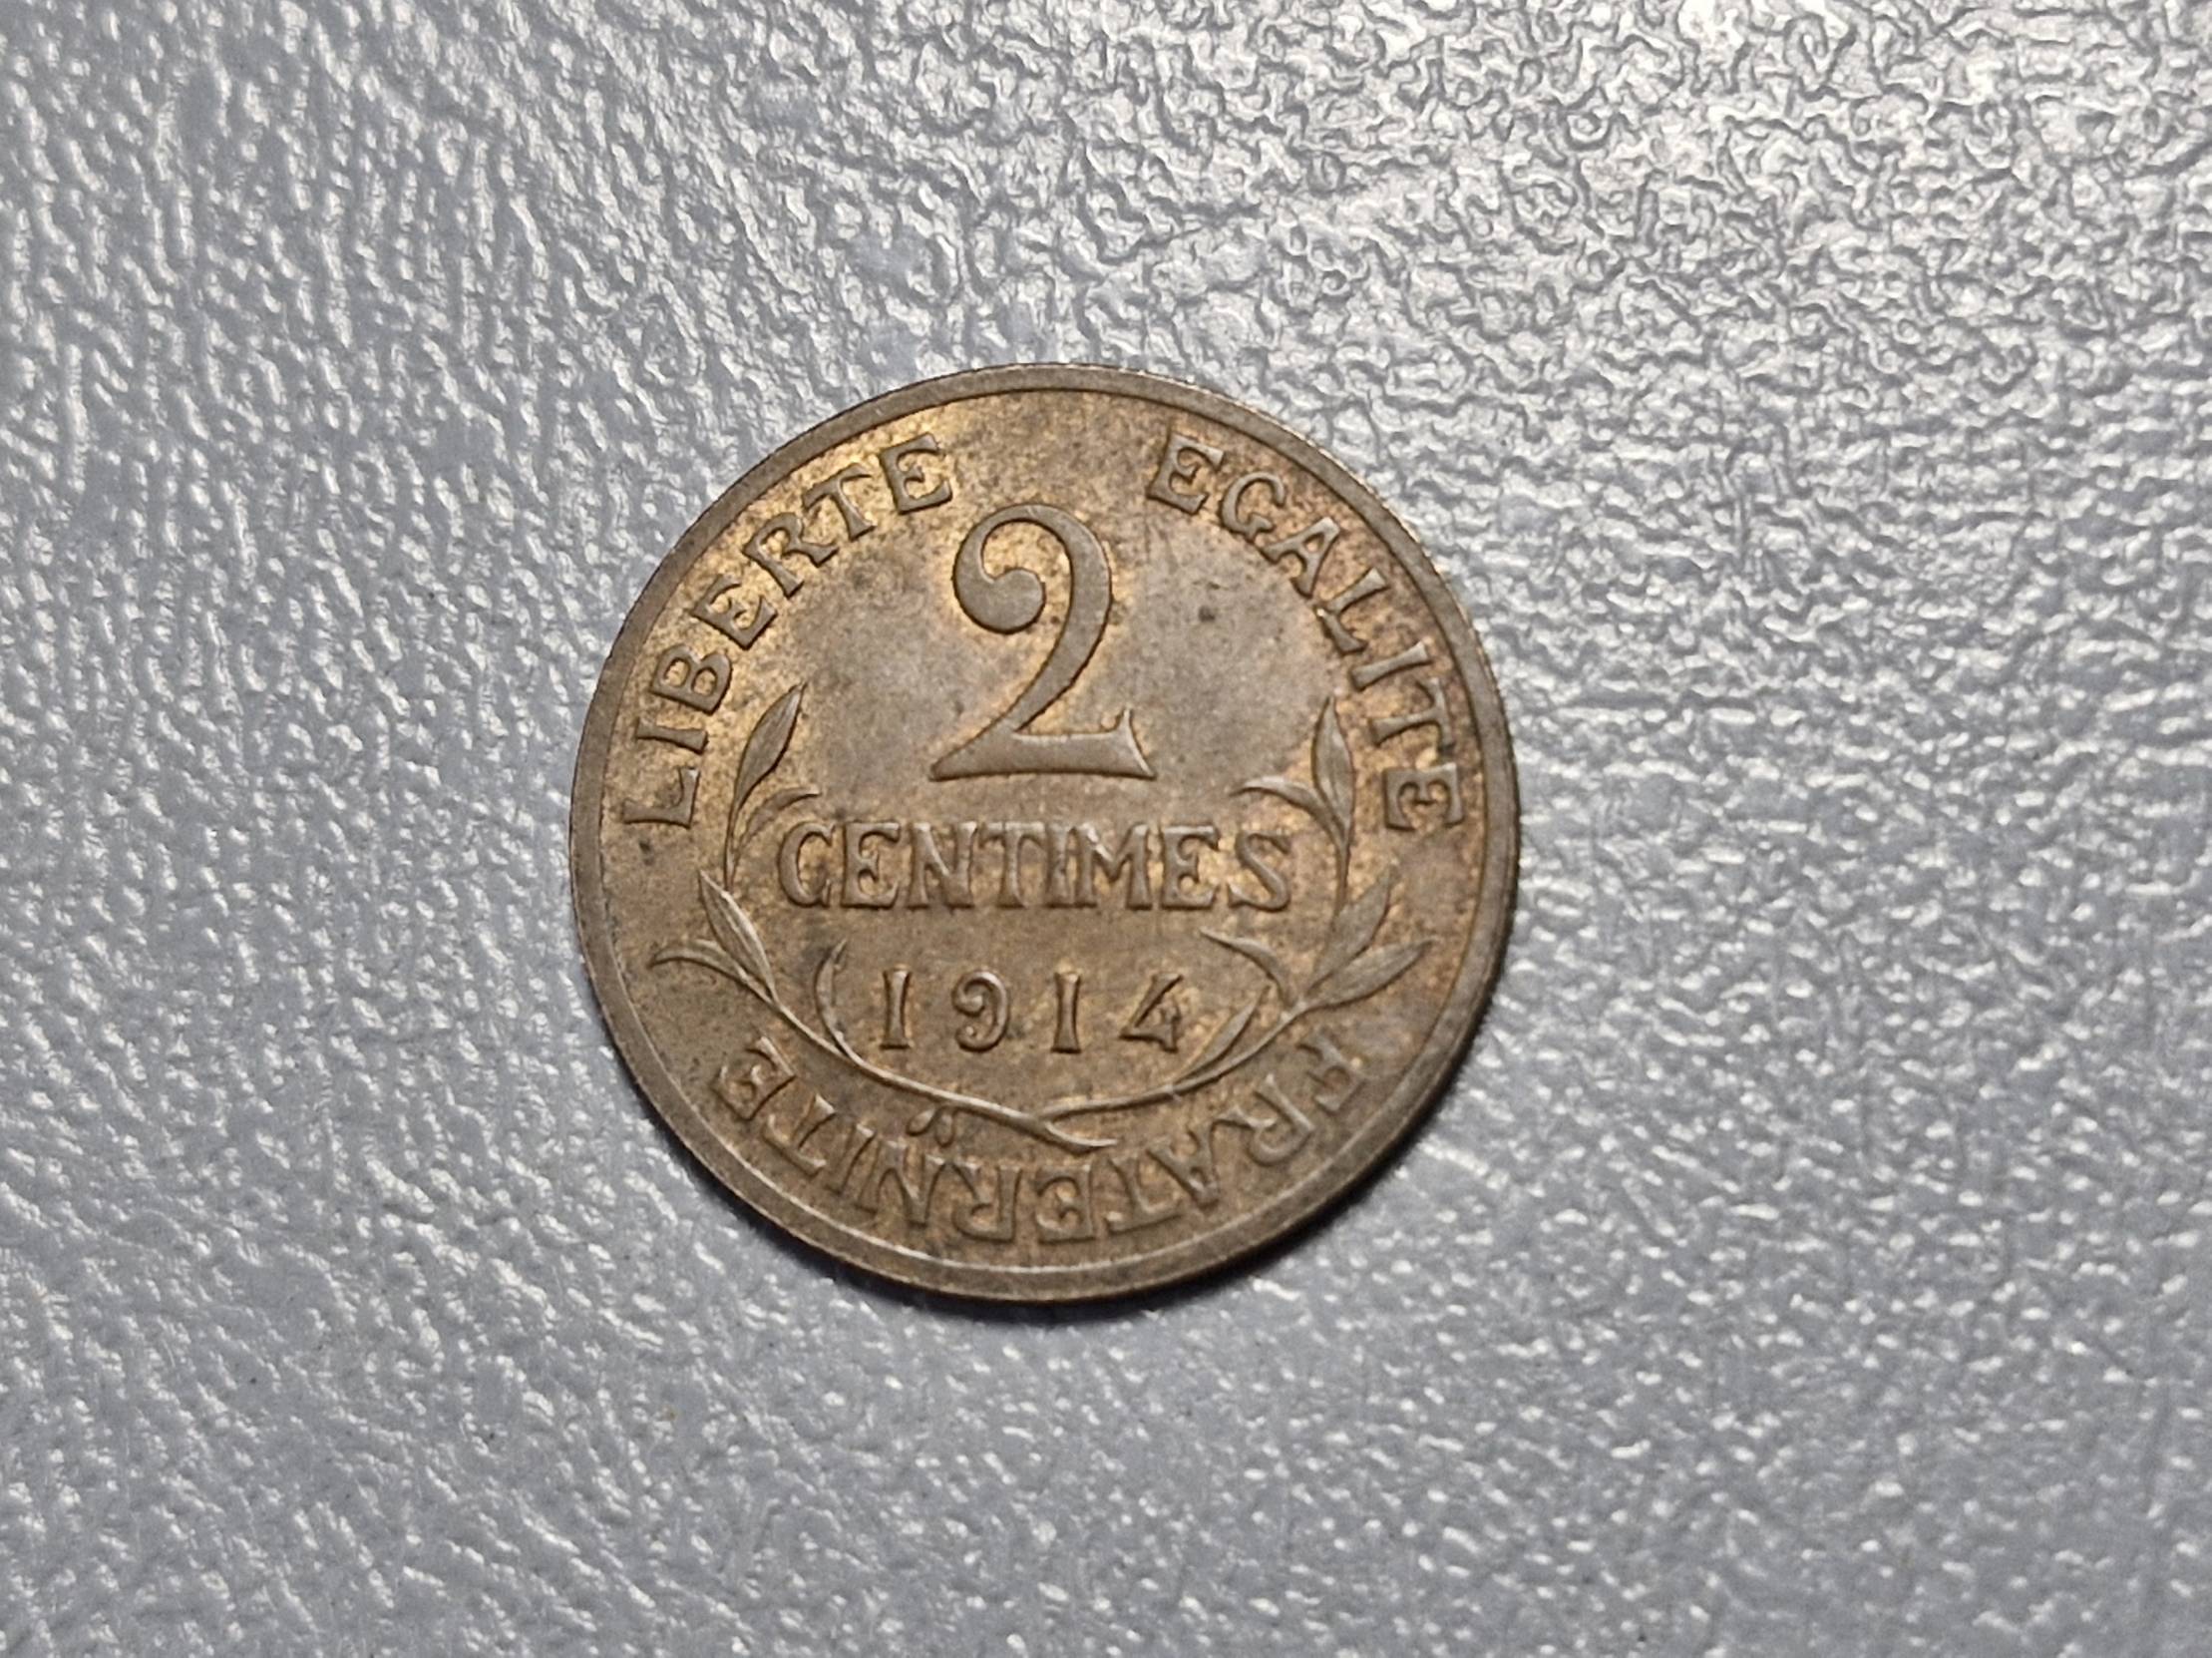 LIBERTE EGALITE
2
CENTIMES
1914
FRATERNITE